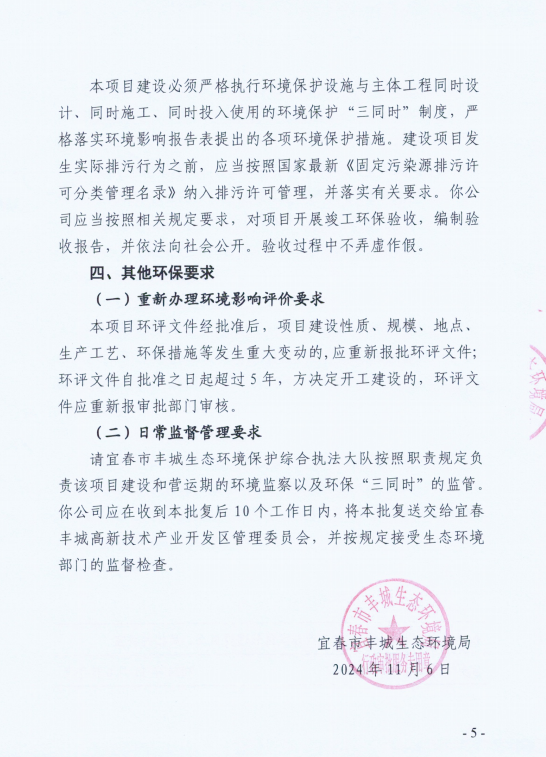 本项目建设必须严格执行环境保护设施与主体工程同时设
计、同时施工、同时投入使用的环境保护“三同时”制度，严
格落实环境影响报告表提出的各项环境保护措施。建设项目发
生实际排污行为之前，应当按照国家最新《固定污染源排污许
可分类管理名录》纳入排污许可管理，并落实有关要求。你公
司应当按照相关规定要求，对项目开展竣工环保验收，编制验
收报告，并依法向社会公开。验收过程中不弄虚作假。
四、其他环保要求
（一）重新办理环境影响评价要求
本项目环评文件经批准后，项目建设性质、规模、地点、
生产工艺、环保措施等发生重大变动的,应重新报批环评文件;
环评文件自批准之日起超过 5 年，方决定开工建设的，环评文
件应重新报审批部门审核。
（二）日常监督管理要求
请宜春市丰城生态环境保护综合执法大队按照职责规定负
责该项目建设和营运期的环境监察以及环保“三同时”的监管。
你公司应在收到本批复后 10 个工作日内，将本批复送交给宜春
丰城高新技术产业开发区管理委员会，并按规定接受生态环境
部门的监督检查。
宜春市丰城生态环境局
宜春市丰城生态环境局
2024 年 11 月 6 日
- 5 -